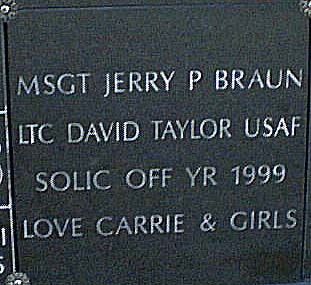 MSGT JERRY P BRAUN
LTC DAVID TAYLOR USAF
SOLIC OFF YR 1999
LOVE CARRIE & GIRLS